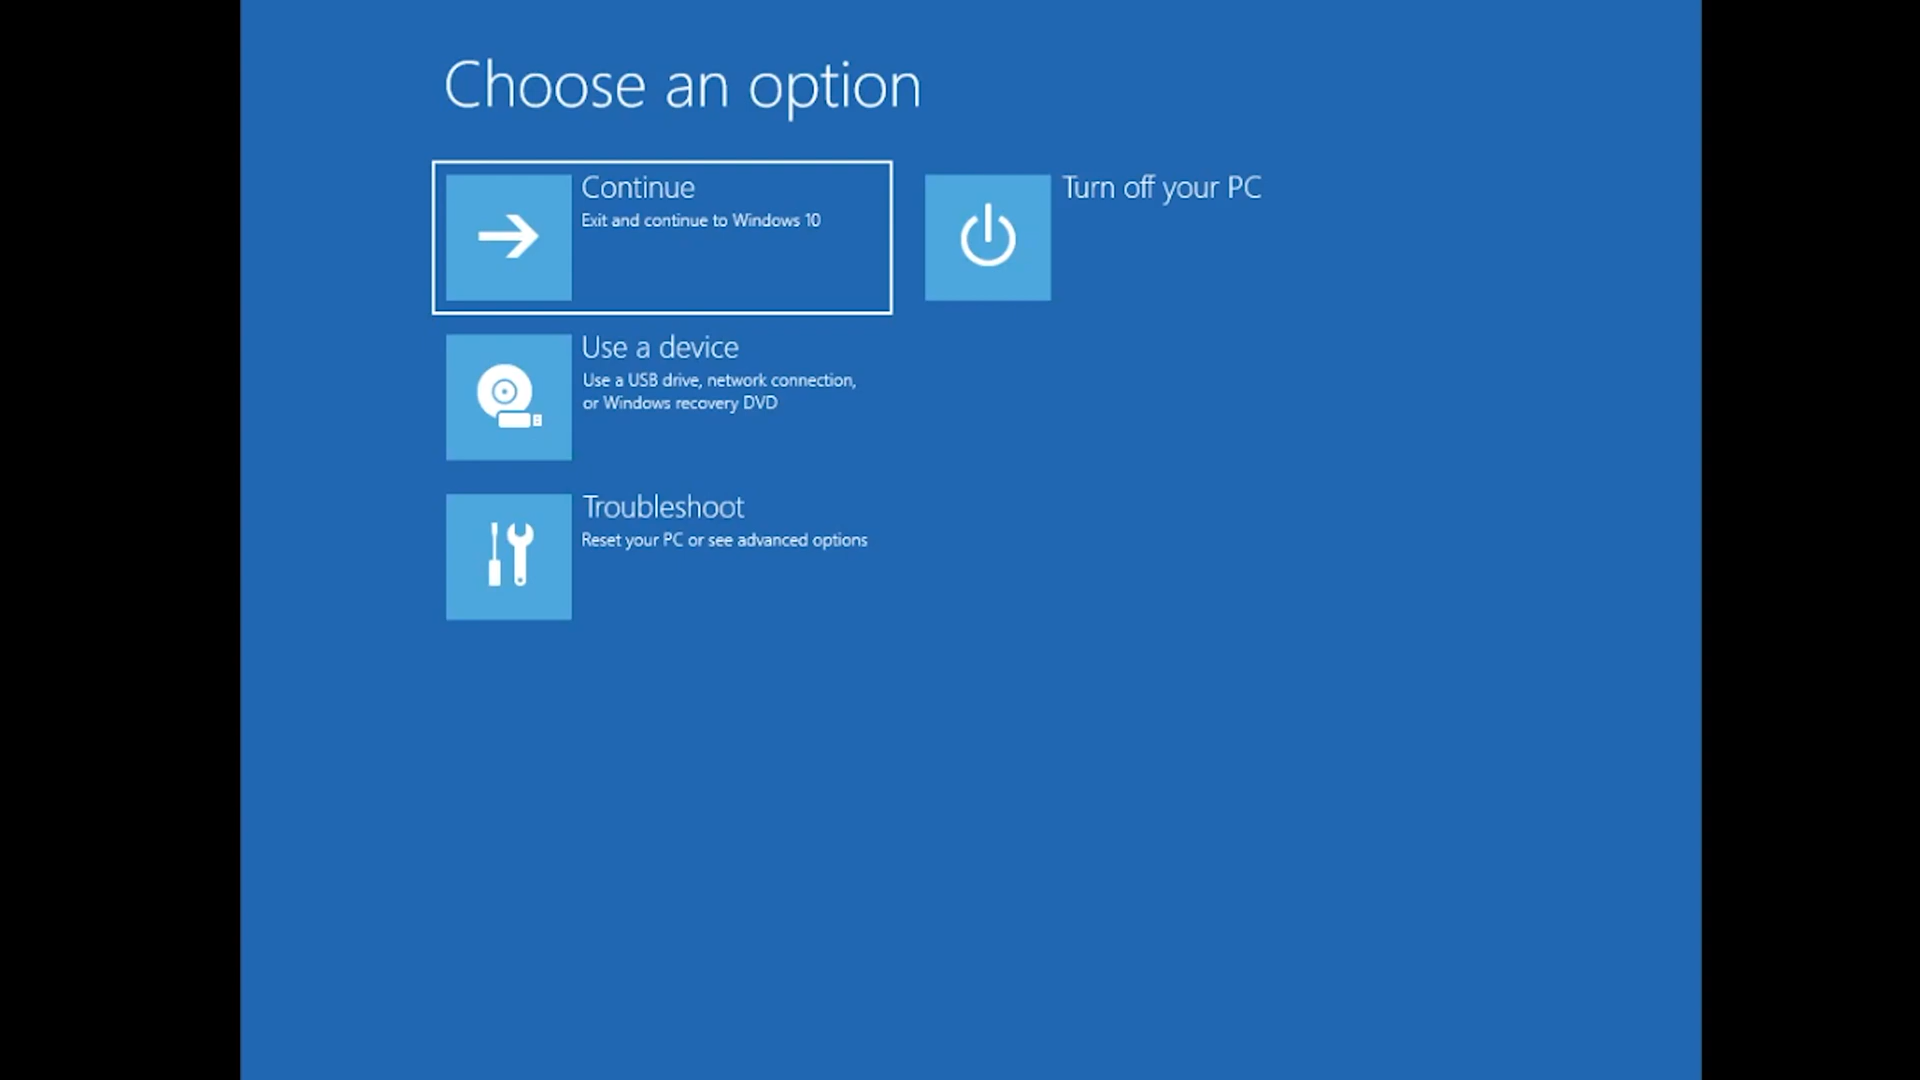 Choose an option
Continue
Exit and continue to Windows 10
Turn off your PC
Use a device
Use a USB drive, network connection,
or Windows recovery DVD
Troubleshoot
Reset your PC or see advanced options